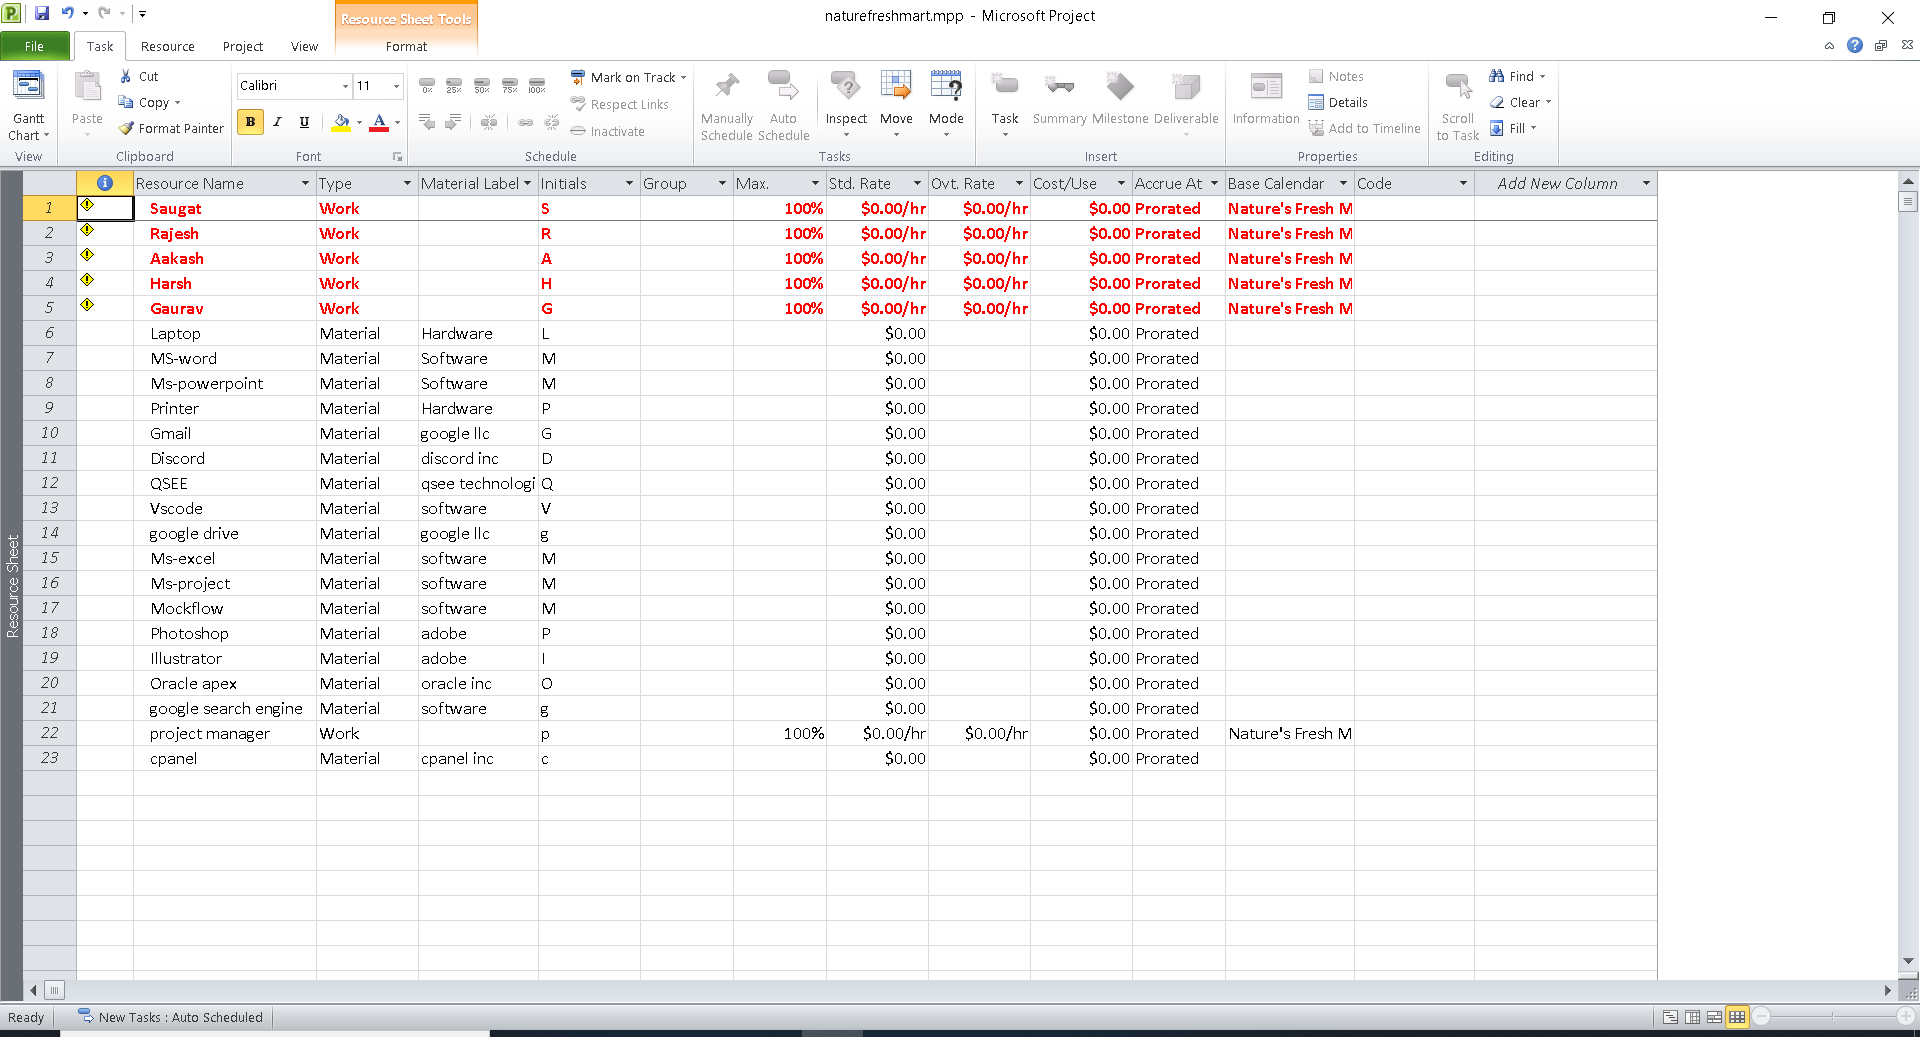 naturefreshmart.mpp - Microsoft Project
Resource Sheet Tools
File Task Resource Project View Format
Gantt Chart
Paste
Cut
Copy
Format Painter
Calibri 11
B I U A
0% 25% 50% 75% 100%
Mark on Track
Respect Links
Inactivate
Manually Schedule
Auto Schedule
Inspect
Move
Mode
Task
Summary
Milestone
Deliverable
Information
Notes
Details
Add to Timeline
Scroll to Task
Find
Clear
Fill
View Clipboard Font Schedule Tasks Insert Properties Editing
Resource Name Type Material Label Initials Group Max. Std. Rate Ovt. Rate Cost/Use Accrue At Base Calendar Code Add New Column
1 Saugat Work S 100% $0.00/hr $0.00/hr $0.00 Prorated Nature's Fresh M
2 Rajesh Work R 100% $0.00/hr $0.00/hr $0.00 Prorated Nature's Fresh M
3 Aakash Work A 100% $0.00/hr $0.00/hr $0.00 Prorated Nature's Fresh M
4 Harsh Work H 100% $0.00/hr $0.00/hr $0.00 Prorated Nature's Fresh M
5 Gaurav Work G 100% $0.00/hr $0.00/hr $0.00 Prorated Nature's Fresh M
6 Laptop Material Hardware L $0.00 $0.00 Prorated
7 MS-word Material Software M $0.00 $0.00 Prorated
8 Ms-powerpoint Material Software M $0.00 $0.00 Prorated
9 Printer Material Hardware P $0.00 $0.00 Prorated
10 Gmail Material google llc G $0.00 $0.00 Prorated
11 Discord Material discord inc D $0.00 $0.00 Prorated
12 QSEE Material qsee technologi Q $0.00 $0.00 Prorated
13 Vscode Material software V $0.00 $0.00 Prorated
14 google drive Material google llc g $0.00 $0.00 Prorated
15 Ms-excel Material software M $0.00 $0.00 Prorated
16 Ms-project Material software M $0.00 $0.00 Prorated
17 Mockflow Material software M $0.00 $0.00 Prorated
18 Photoshop Material adobe P $0.00 $0.00 Prorated
19 Illustrator Material adobe I $0.00 $0.00 Prorated
20 Oracle apex Material oracle inc O $0.00 $0.00 Prorated
21 google search engine Material software g $0.00 $0.00 Prorated
22 project manager Work p 100% $0.00/hr $0.00/hr $0.00 Prorated Nature's Fresh M
23 cpanel Material cpanel inc c $0.00 $0.00 Prorated
Resource Sheet
Ready New Tasks : Auto Scheduled